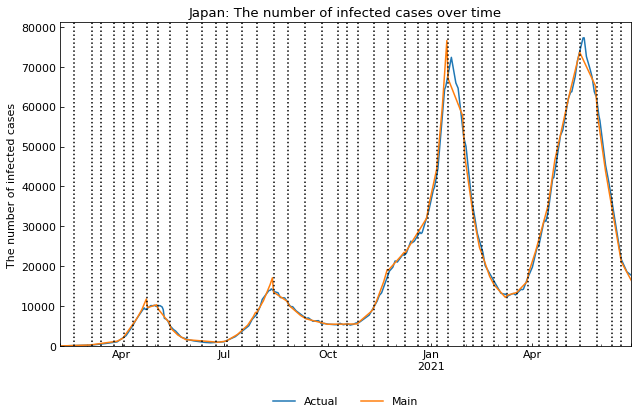 Japan: The number of infected cases over time
80000
70000
60000
50000
40000
30000
20000
10000
0
The number of infected cases
Apr Jul Oct Jan Apr
2021
Actual Main